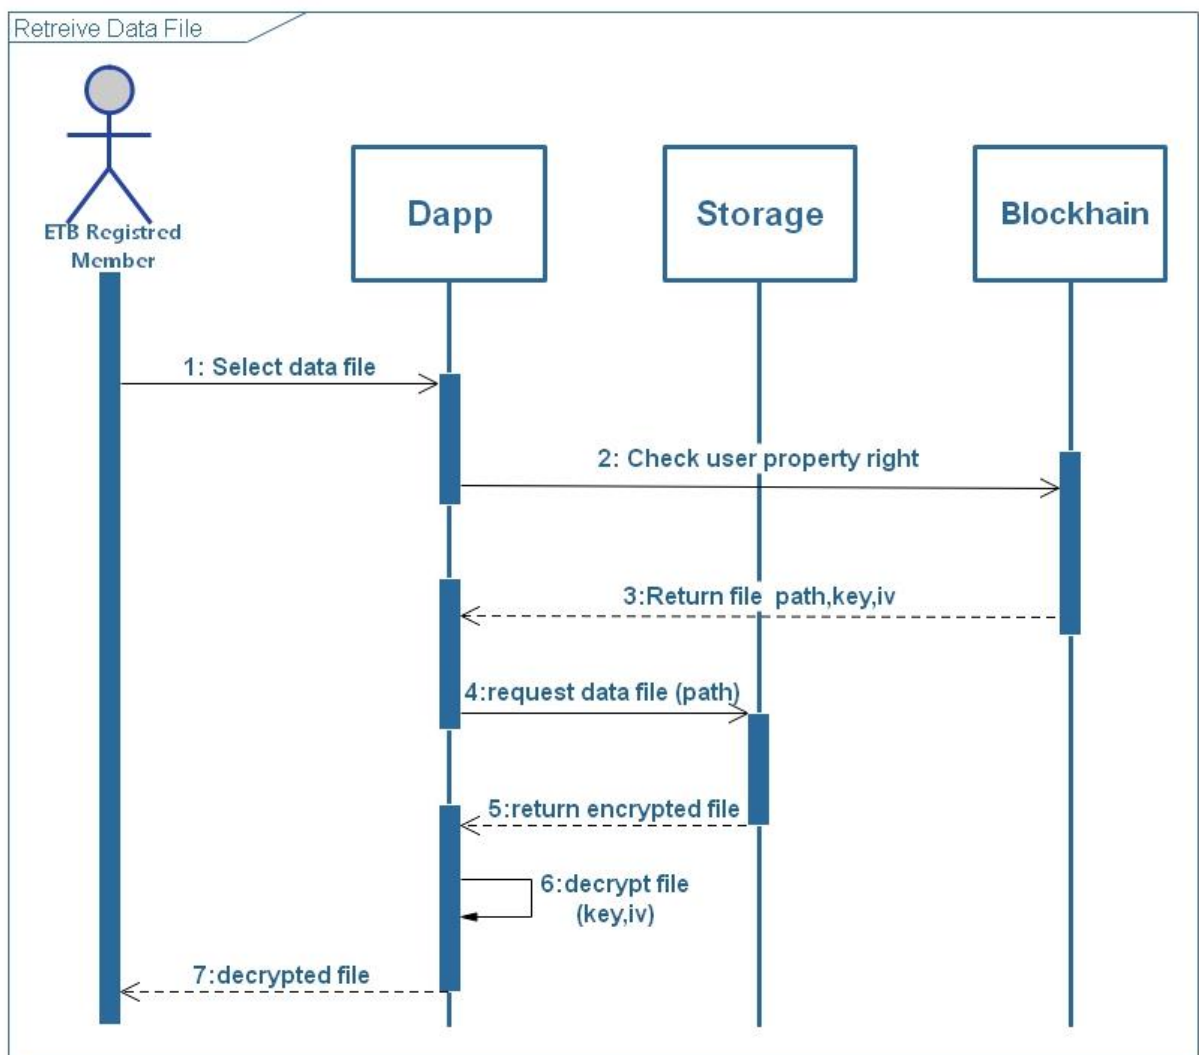 Retreive Data File
ETB Registred
Member
Dapp
Storage
Blockhain
1: Select data file
2: Check user property right
3:Return file path,key,iv
4:request data file (path)
5:return encrypted file
6:decrypt file
(key,iv)
7:decrypted file